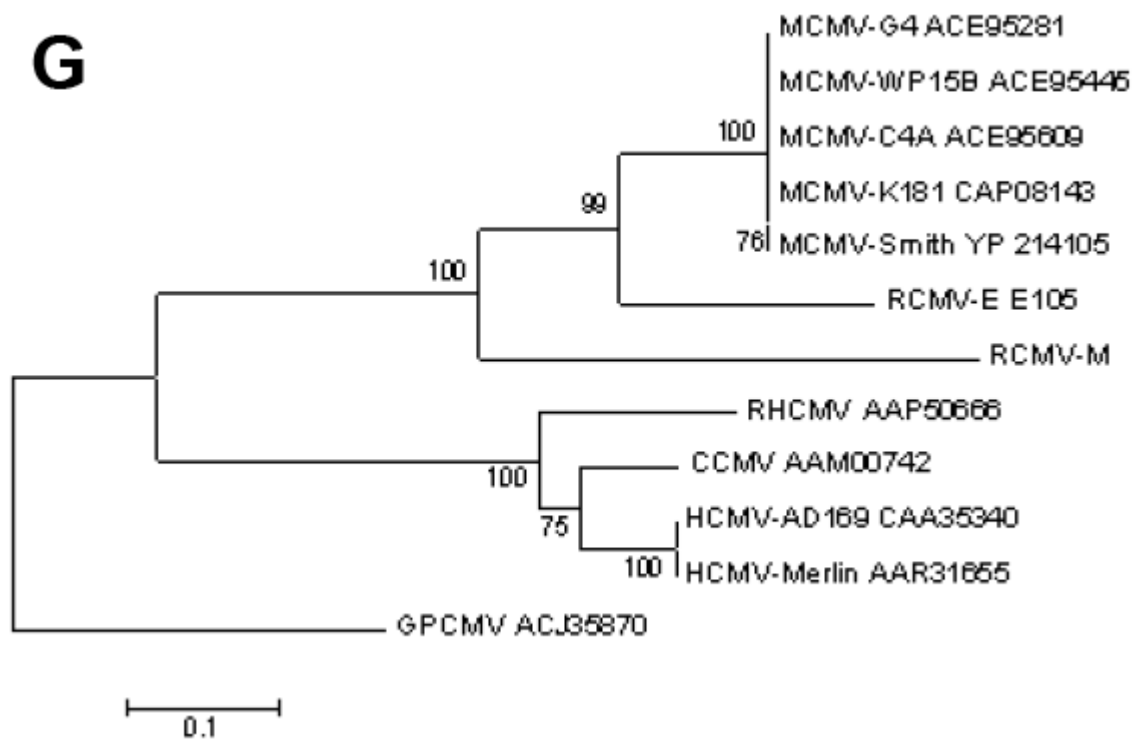 G
MCMV-G4 ACE95281
MCMV-WP15B ACE95445
100
MCMV-C4A ACE95609
MCMV-K181 CAP08143
99
76
MCMV-Smith YP 214105
100
RCMV-E E105
RCMV-M
RHCMV AAP50666
CCMV AAM00742
100
HCMV-AD169 CAA35340
75
100
HCMV-Merlin AAR31655
GPCMV ACJ35870
0.1